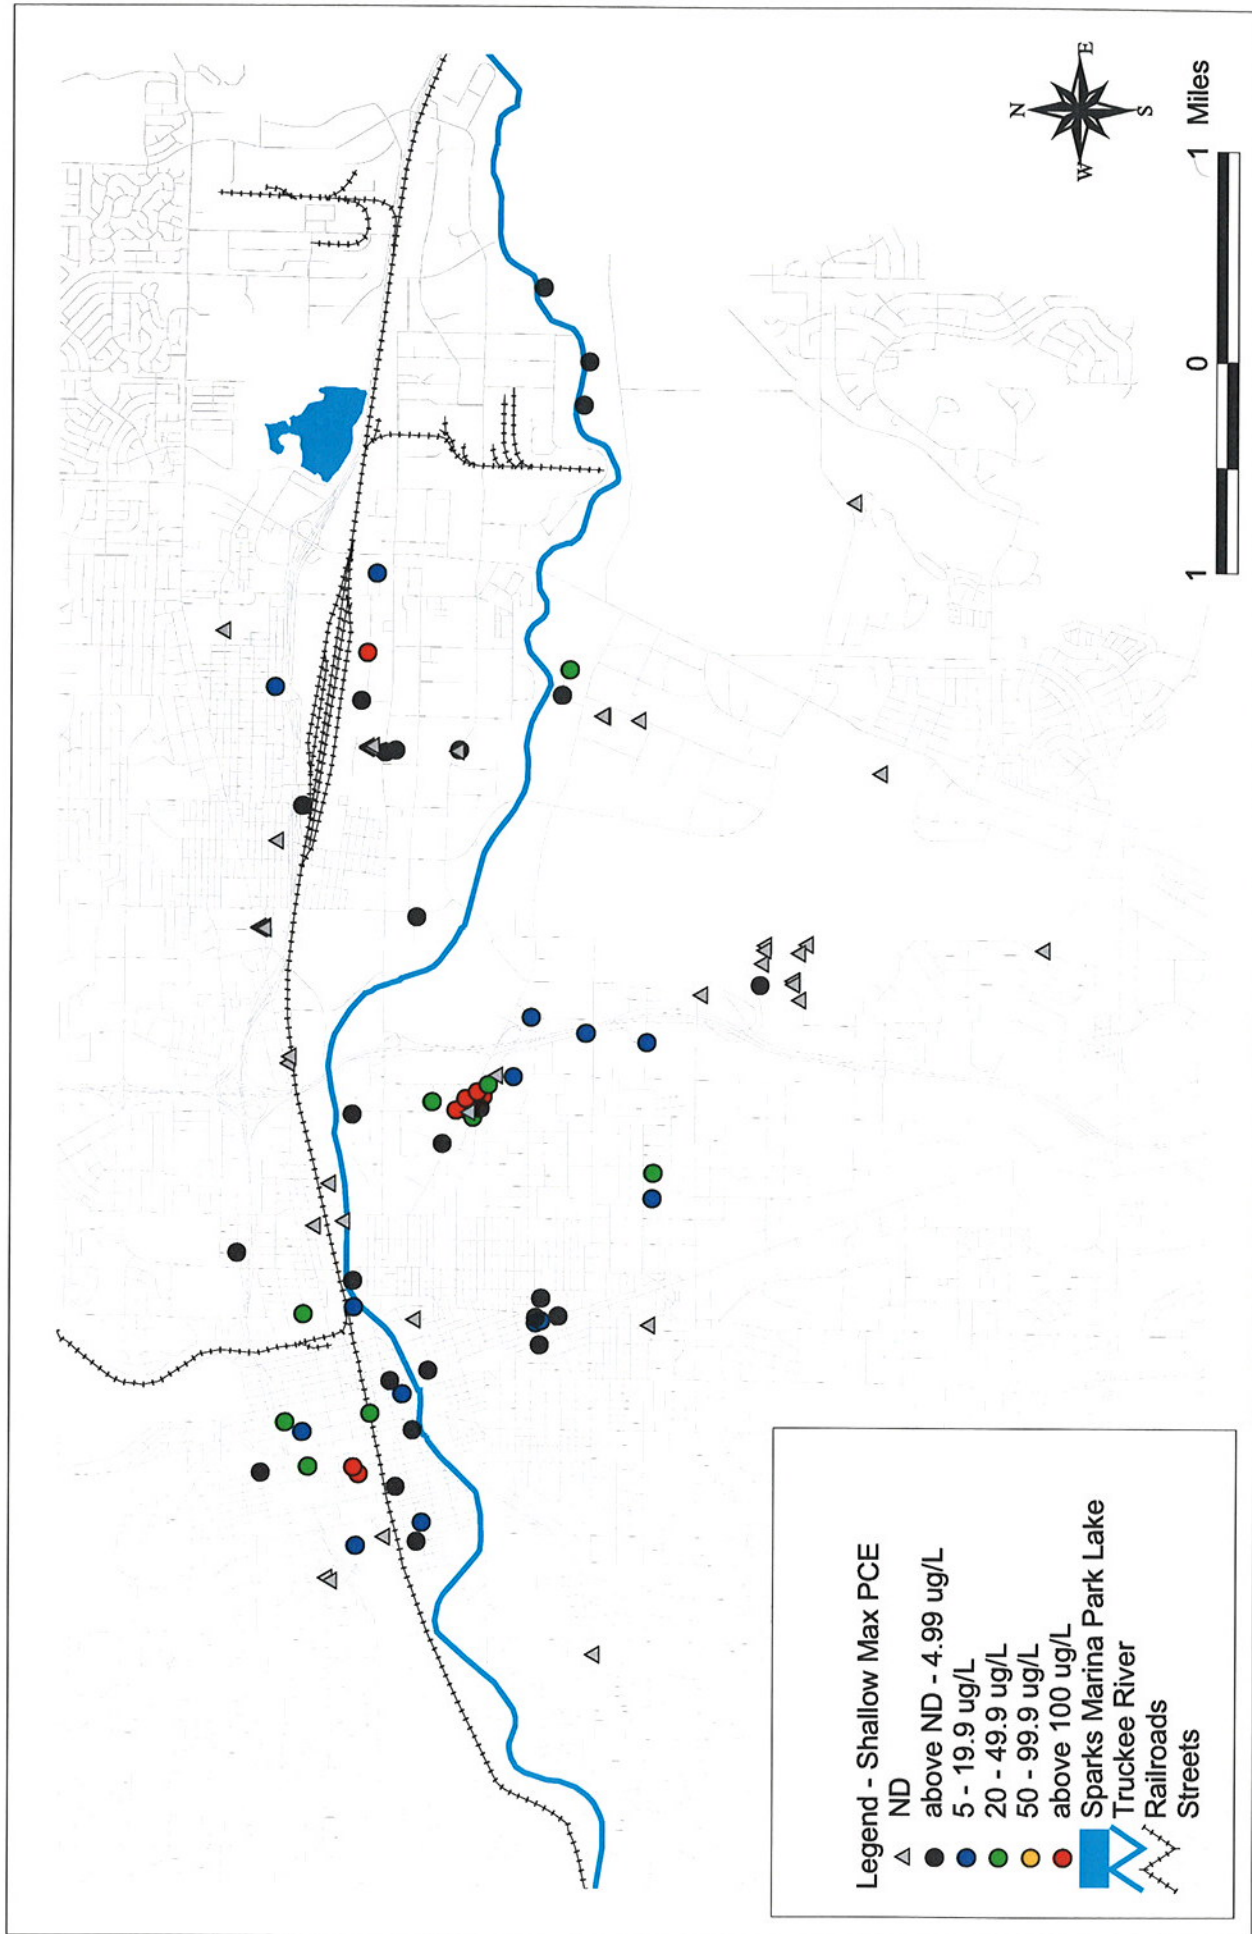 Legend - Shallow Max PCE
ND
above ND - 4.99 ug/L
5 - 19.9 ug/L
20 - 49.9 ug/L
50 - 99.9 ug/L
above 100 ug/L
Sparks Marina Park Lake
Truckee River
Railroads
Streets
1 0 1 Miles
N
W E
S